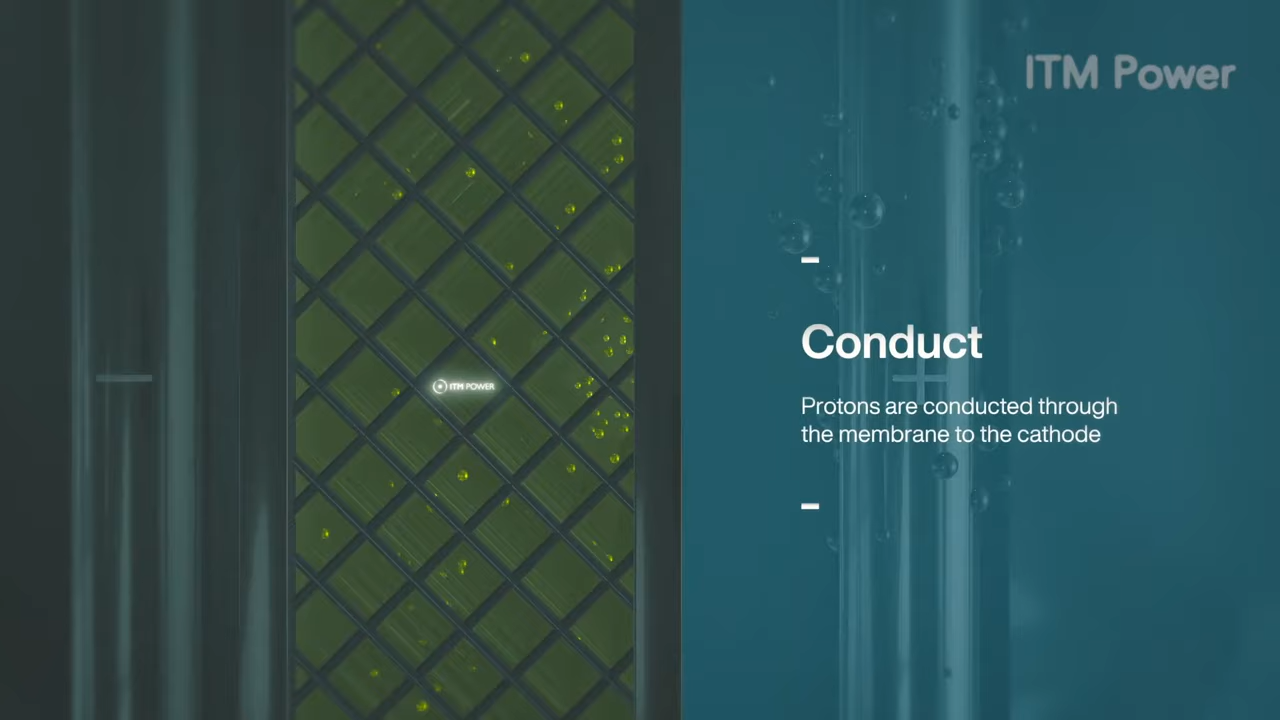 ITM Power
ITM POWER
Conduct
Protons are conducted through
the membrane to the cathode